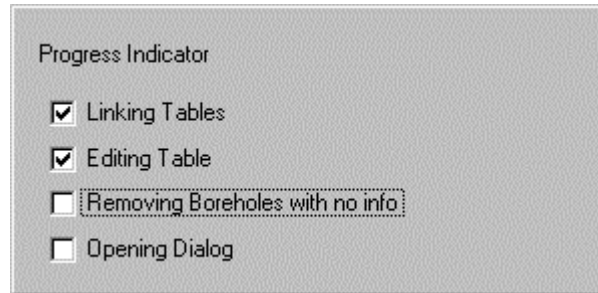 Progress Indicator
Linking Tables
Editing Table
Removing Boreholes with no info
Opening Dialog